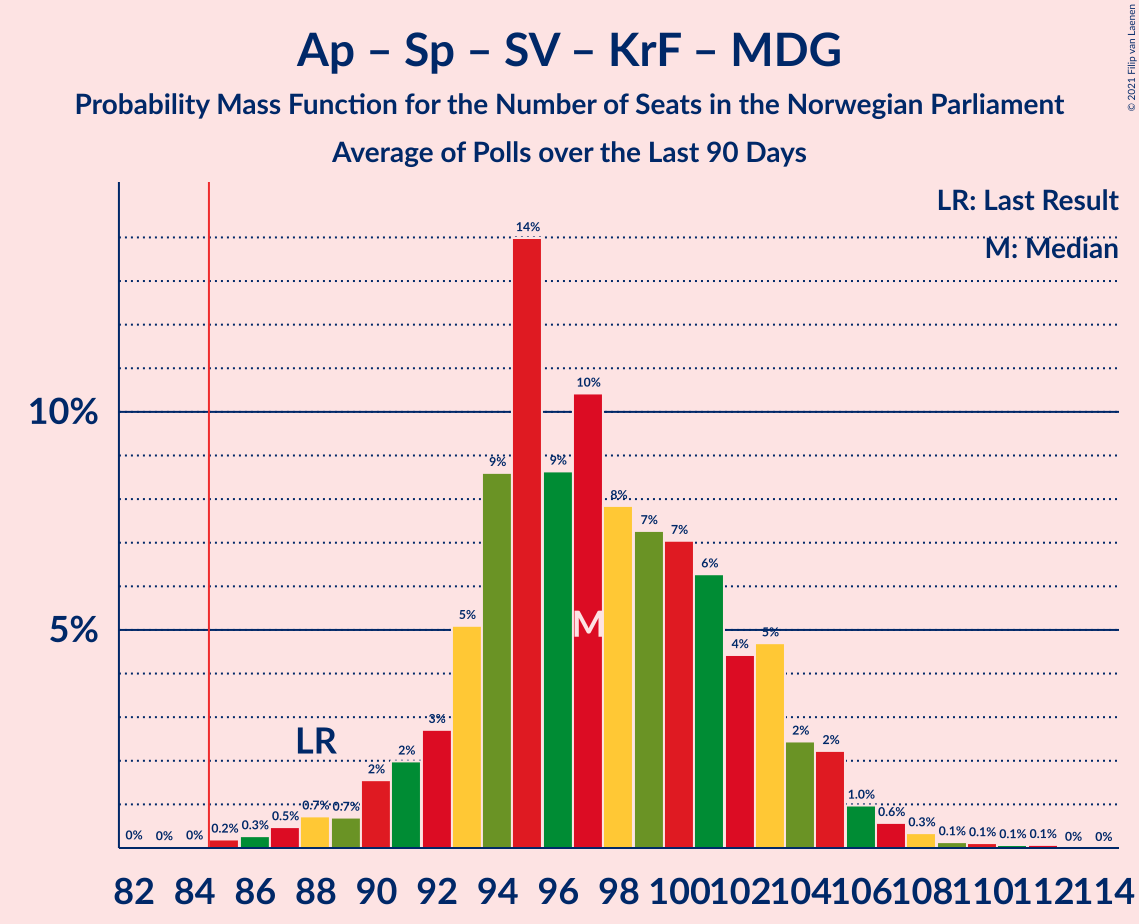 Ap – Sp – SV – KrF – MDG
Probability Mass Function for the Number of Seats in the Norwegian Parliament
Average of Polls over the Last 90 Days
© 2021 Filip van Laenen
LR: Last Result
M: Median
10%
5%
0% 0% 0% 0.2% 0.3% 0.5% 0.7% 0.7% 2% 2% 3% 5% 9% 14% 9% 10% 8% 7% 7% 6% 4% 5% 2% 2% 1.0% 0.6% 0.3% 0.1% 0.1% 0.1% 0.1% 0% 0%
LR
M
82 84 86 88 90 92 94 96 98 100 102 104 106 108 110 112 114